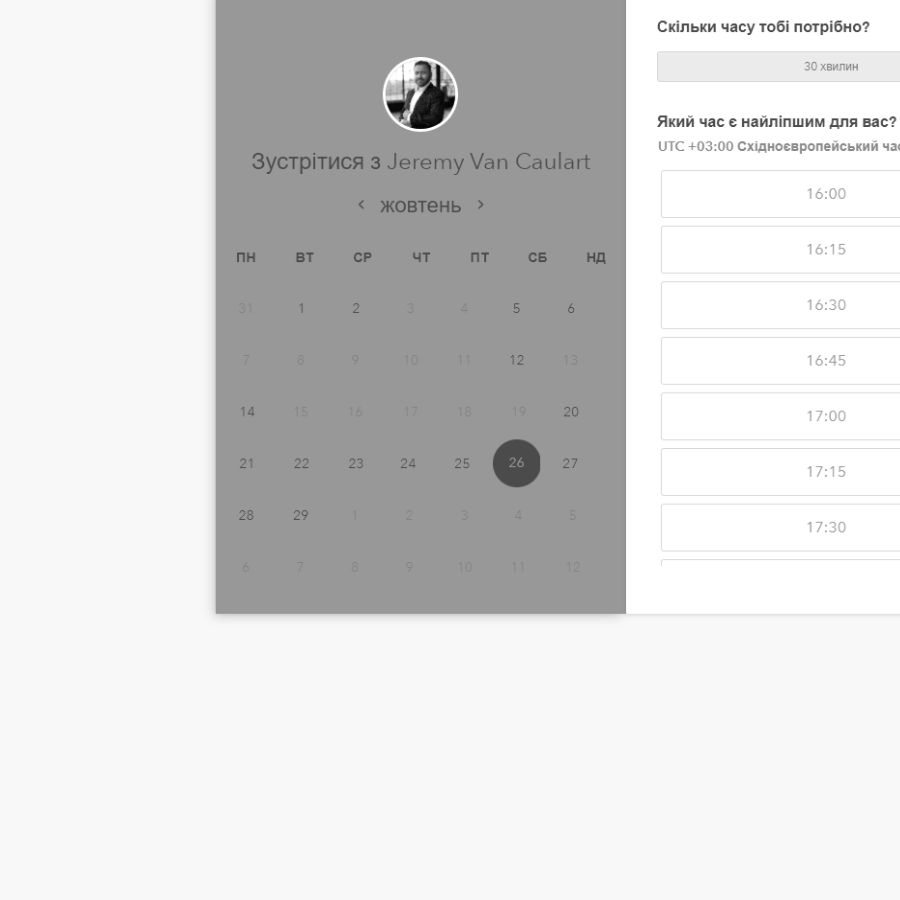 Зустрітися з Jeremy Van Caulart
жовтень
ПН ВТ СР ЧТ ПТ СБ НД
31 1 2 3 4 5 6
7 8 9 10 11 12 13
14 15 16 17 18 19 20
21 22 23 24 25 26 27
28 29 1 2 3 4 5
6 7 8 9 10 11 12
Скільки часу тобі потрібно?
30 хвилин
Який час є найліпшим для вас?
UTC +03:00 Східноєвропейський
16:00
16:15
16:30
16:45
17:00
17:15
17:30